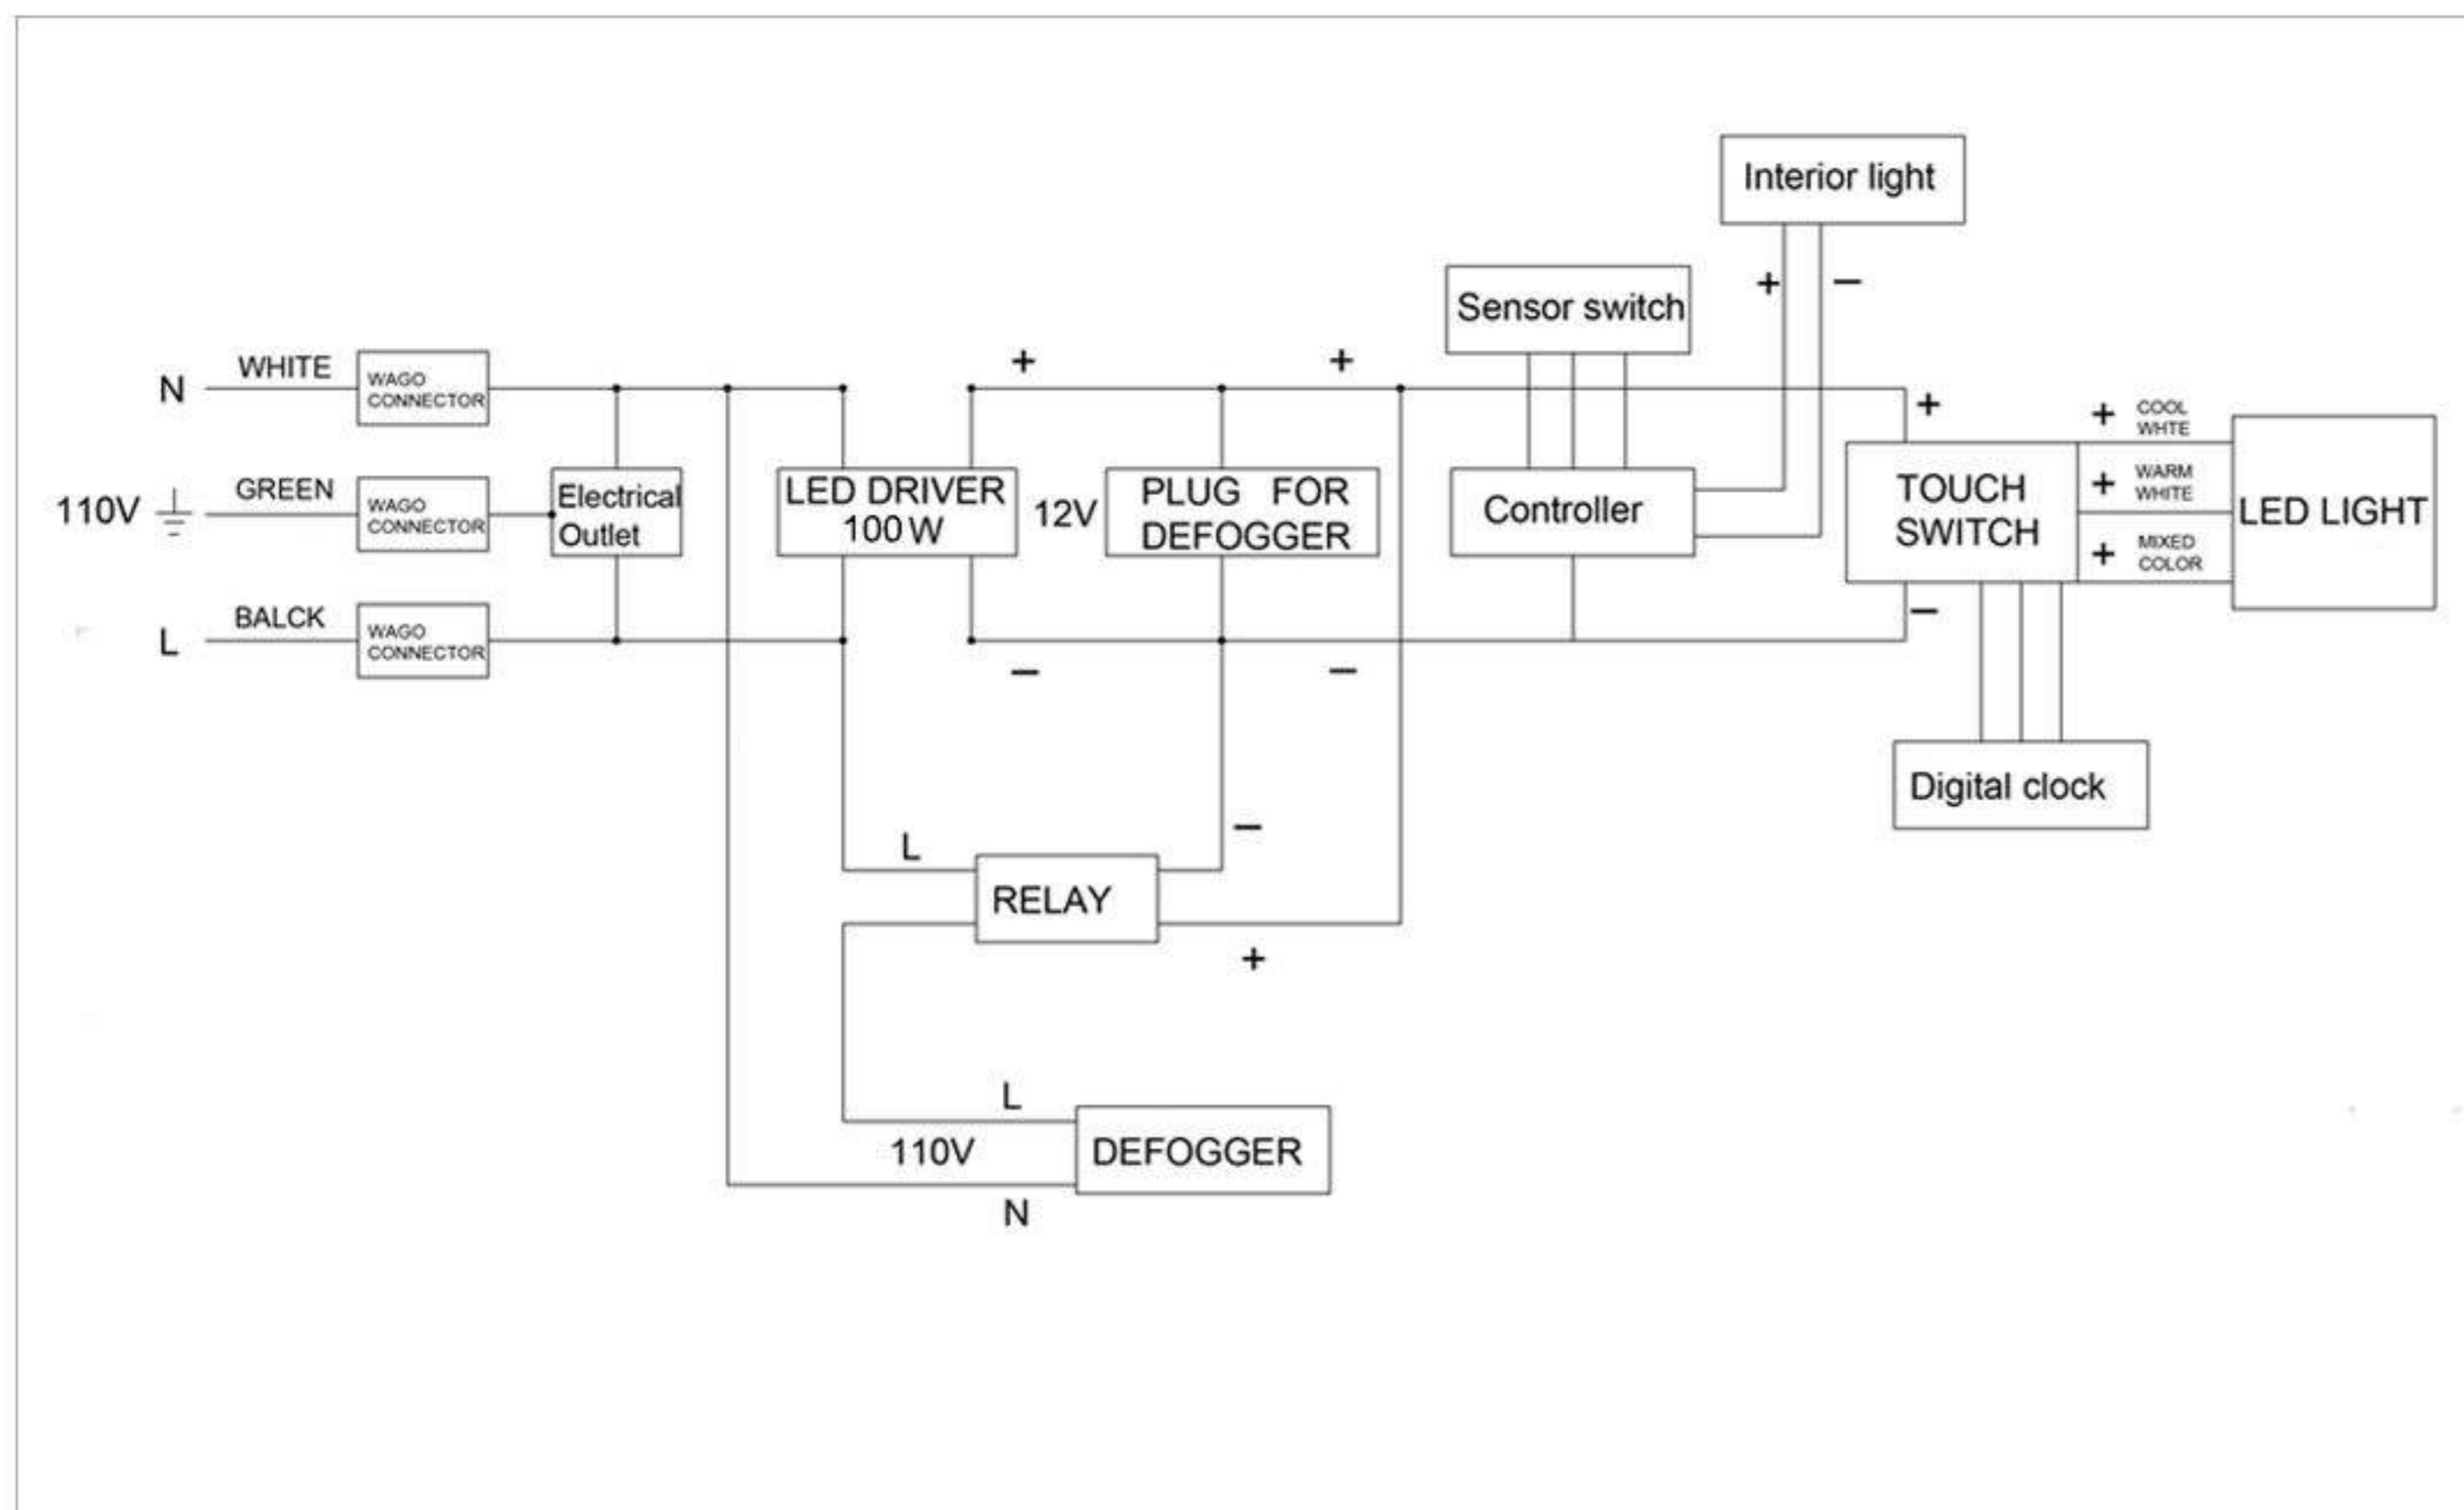 Interior light
+
−
Sensor switch
N
WHITE
WAGO
CONNECTOR
+
+
+
110V
GREEN
WAGO
CONNECTOR
Electrical
Outlet
LED DRIVER
100W
12V
PLUG FOR
DEFOGGER
Controller
TOUCH
SWITCH
+
COOL
WHTE
+
WARM
WHITE
+
MIXED
COLOR
LED LIGHT
L
BALCK
WAGO
CONNECTOR
−
−
−
Digital clock
L
RELAY
−
+
L
110V
DEFOGGER
N